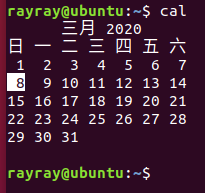 rayray@ubuntu:~$ cal
三月 2020
日 一 二 三 四 五 六
1 2 3 4 5 6 7
8 9 10 11 12 13 14
15 16 17 18 19 20 21
22 23 24 25 26 27 28
29 30 31
rayray@ubuntu:~$